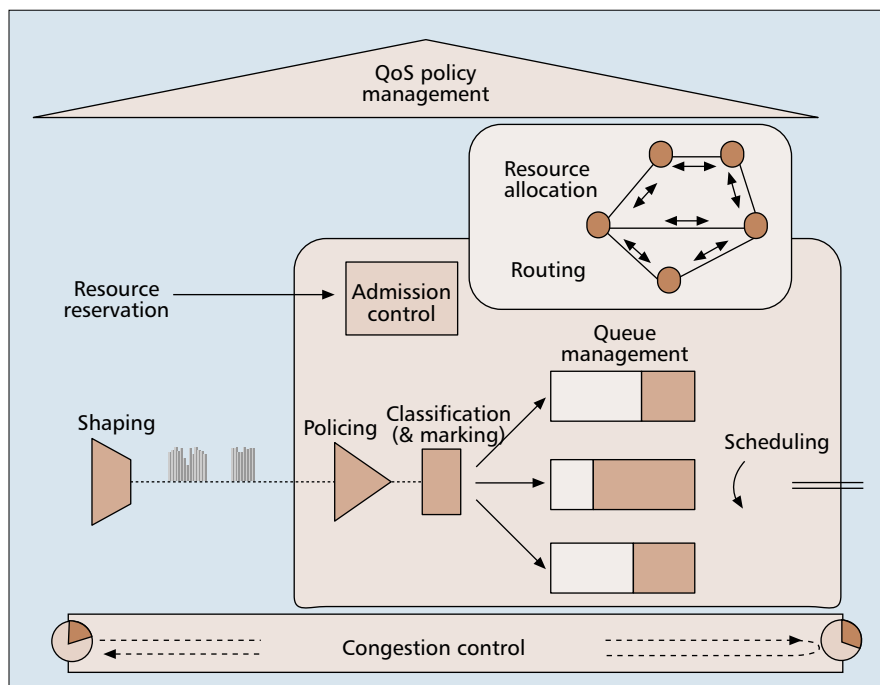 QoS policy
management
Resource
allocation
Routing
Resource
reservation
Admission
control
Queue
management
Shaping
Policing
Classification
(& marking)
Scheduling
Congestion control